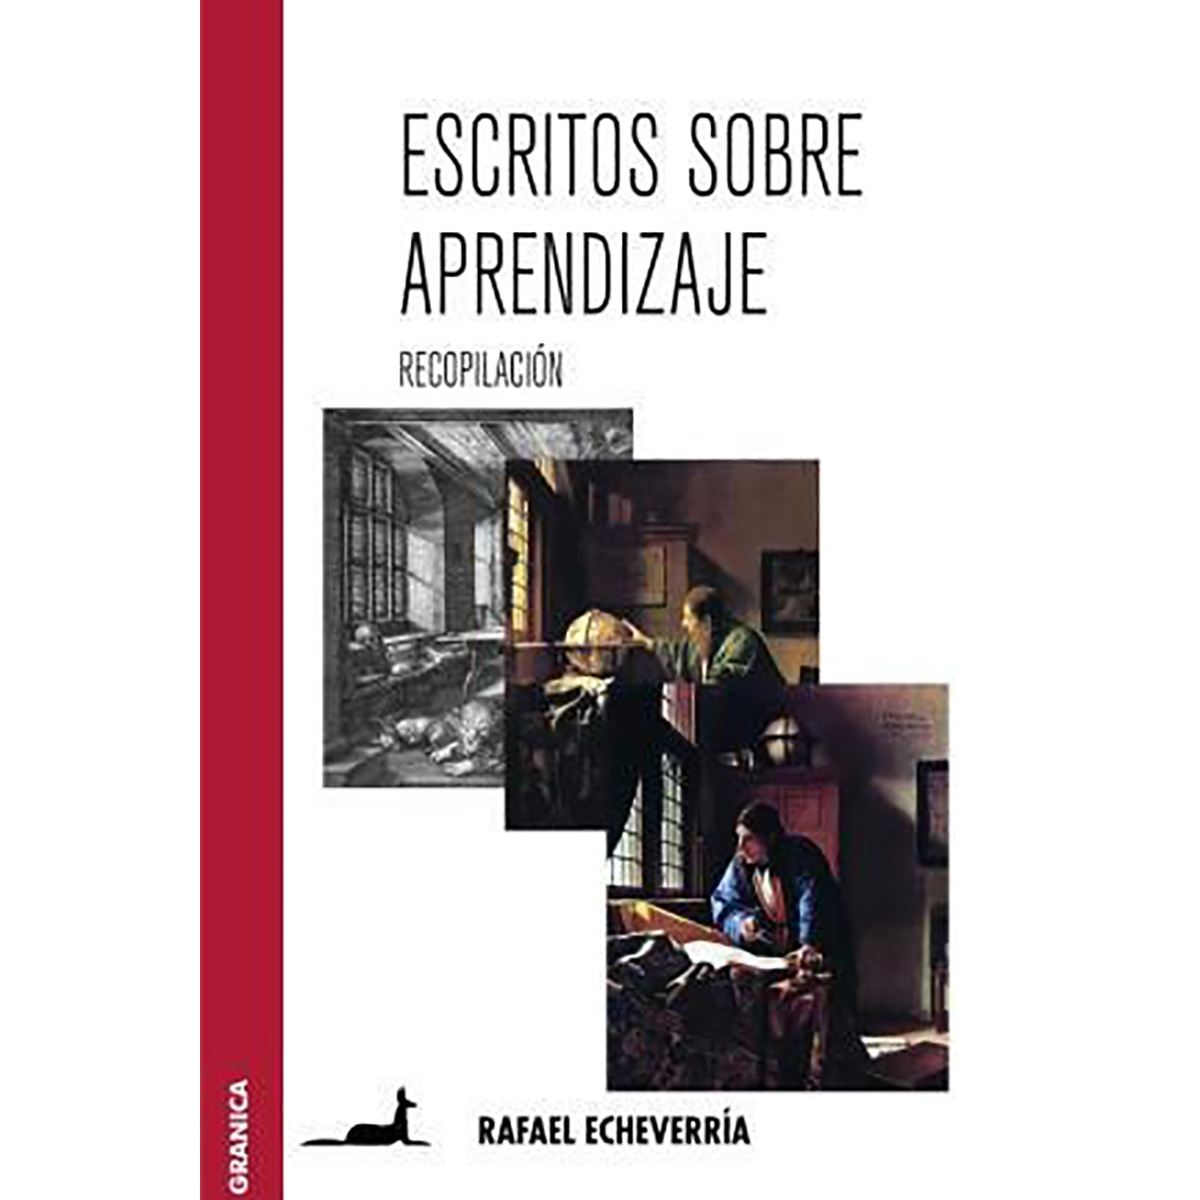 ESCRITOS SOBRE
APRENDIZAJE
RECOPILACIÓN
RAFAEL ECHEVERRÍA
GRANICA